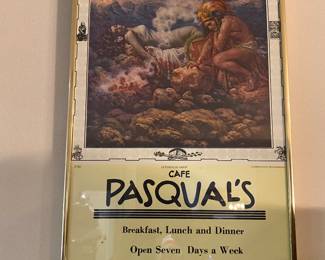 CAFE
PASQUAL'S
Breakfast, Lunch and Dinner
Open Seven Days a Week